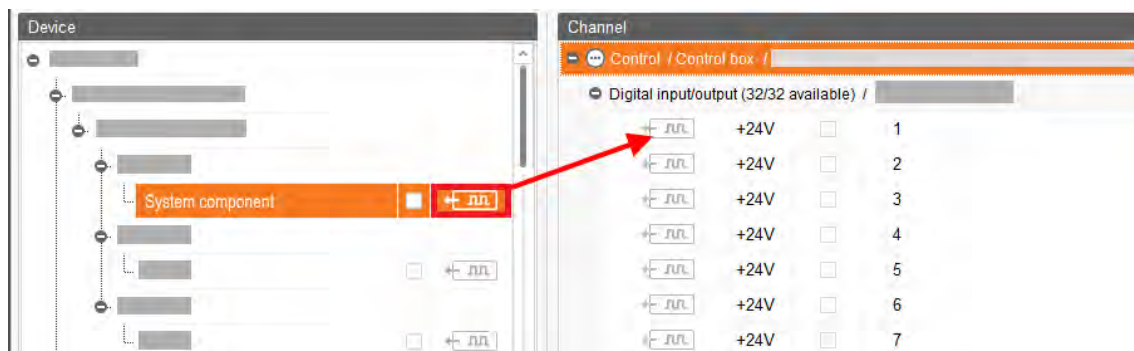 Device
System component
Channel
Control / Control box /
Digital input/output (32/32 available) /
+24V 1
+24V 2
+24V 3
+24V 4
+24V 5
+24V 6
+24V 7